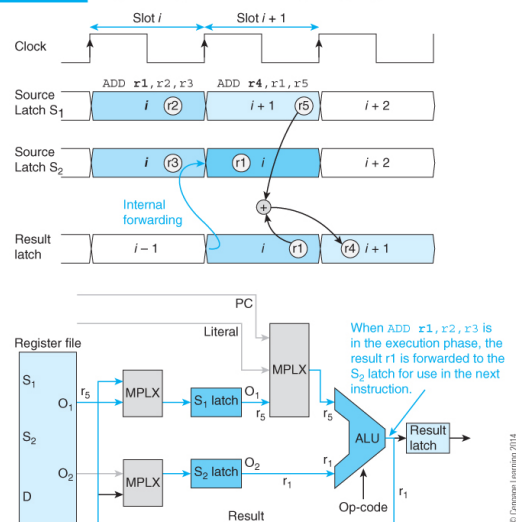 Slot i Slot i + 1
Clock
ADD r1,r2,r3 ADD r4,r1,r5
Source
Latch S1
i r2 i + 1 r5 i + 2
Source
Latch S2
i r3 r1 i i + 2
Internal
forwarding
+
Result
latch
i – 1 i r1 r4 i + 1
PC
Literal
Register file
When ADD r1,r2,r3 is
in the execution phase, the
result r1 is forwarded to the
S2 latch for use in the next
instruction.
MPLX
S1
r5
O1
MPLX
S1 latch
O1
r5
r5
S2
ALU
Result
latch
O2
MPLX
S2 latch
O2
r1
r1
D
Op-code
r1
Result
© Cengage Learning 2014